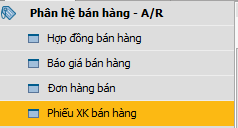 Phân hệ bán hàng - A/R
Hợp đồng bán hàng
Báo giá bán hàng
Đơn hàng bán
Phiếu XK bán hàng